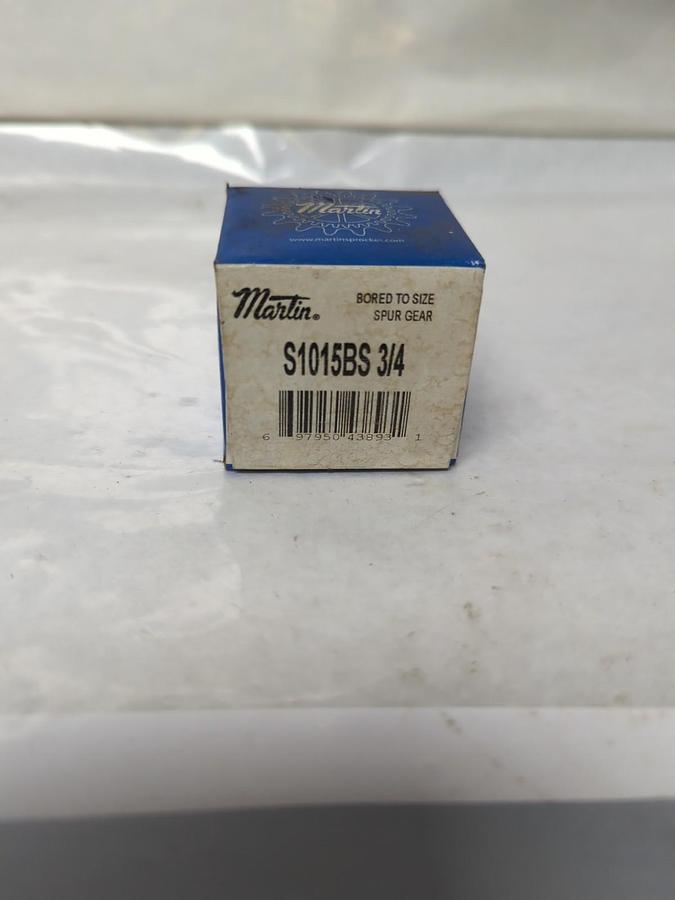 Martin
www.martinsprocket.com
Martin®
BORED TO SIZE
SPUR GEAR
S1015BS 3/4
6 97950 43893 1